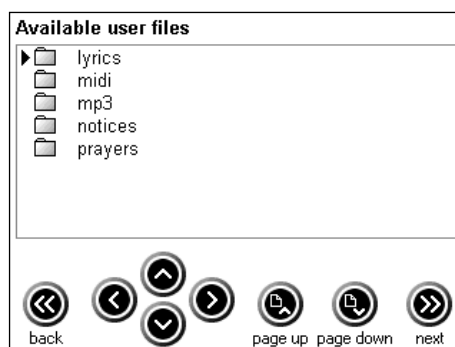 Available user files
lyrics
midi
mp3
notices
prayers
back
page up page down next